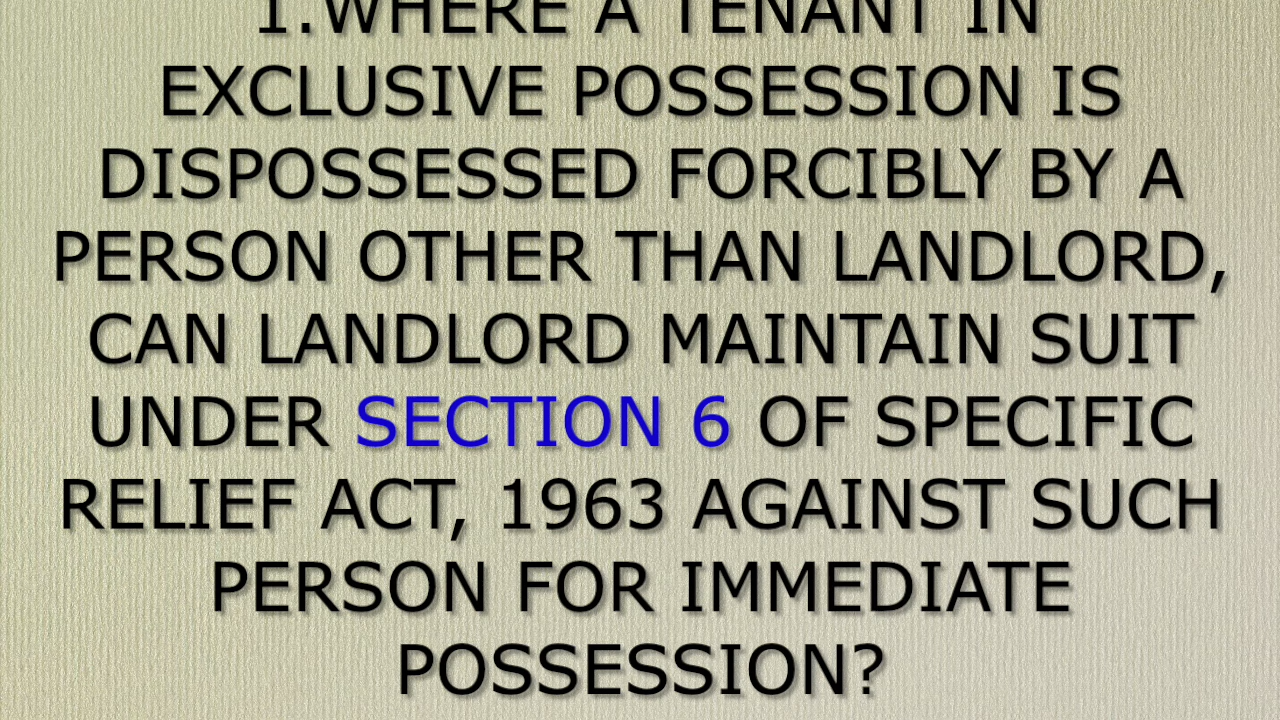 1.WHERE A TENANT IN
EXCLUSIVE POSSESSION IS
DISPOSSESSED FORCIBLY BY A
PERSON OTHER THAN LANDLORD,
CAN LANDLORD MAINTAIN SUIT
UNDER SECTION 6 OF SPECIFIC
RELIEF ACT, 1963 AGAINST SUCH
PERSON FOR IMMEDIATE
POSSESSION?